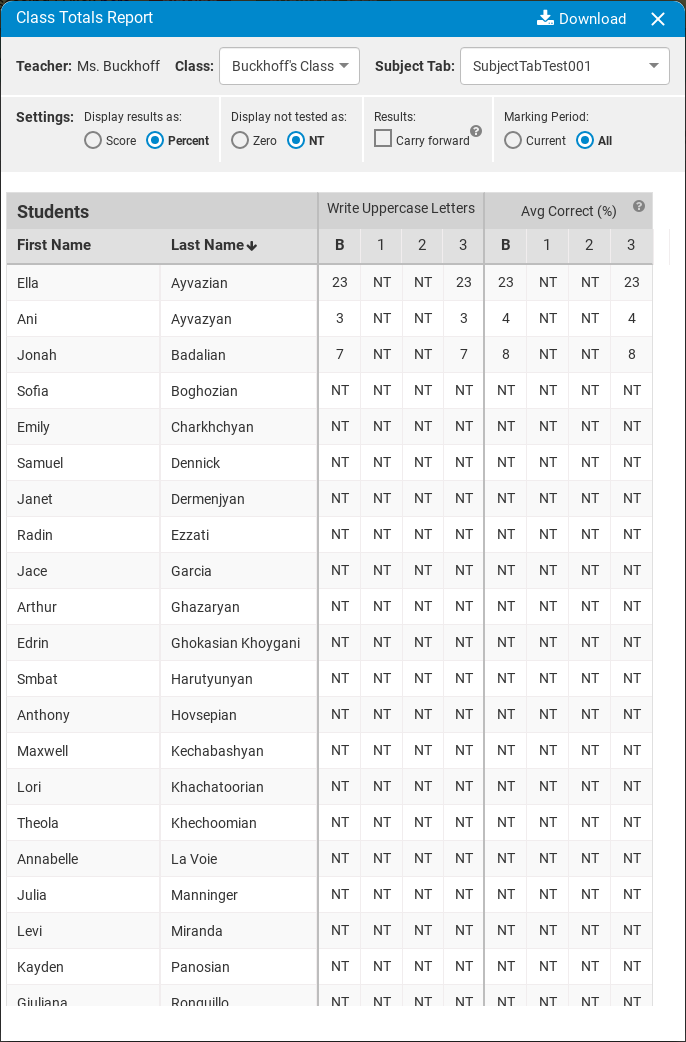 Class Totals Report Download
Teacher: Ms. Buckhoff Class: Buckhoff's Class Subject Tab: SubjectTabTest001
Settings: Display results as: Display not tested as: Results: Marking Period:
Score Percent Zero NT Carry forward ? Current All
Students Write Uppercase Letters Avg Correct (%) ?
First Name Last Name B 1 2 3 B 1 2 3
Ella Ayvazian 23 NT NT 23 23 NT NT 23
Ani Ayvazyan 3 NT NT 3 4 NT NT 4
Jonah Badalian 7 NT NT 7 8 NT NT 8
Sofia Boghozian NT NT NT NT NT NT NT NT
Emily Charkhchyan NT NT NT NT NT NT NT NT
Samuel Dennick NT NT NT NT NT NT NT NT
Janet Dermenjyan NT NT NT NT NT NT NT NT
Radin Ezzati NT NT NT NT NT NT NT NT
Jace Garcia NT NT NT NT NT NT NT NT
Arthur Ghazaryan NT NT NT NT NT NT NT NT
Edrin Ghokasian Khoygani NT NT NT NT NT NT NT NT
Smbat Harutyunyan NT NT NT NT NT NT NT NT
Anthony Hovsepian NT NT NT NT NT NT NT NT
Maxwell Kechabashyan NT NT NT NT NT NT NT NT
Lori Khachatoorian NT NT NT NT NT NT NT NT
Theola Khechoomian NT NT NT NT NT NT NT NT
Annabelle La Voie NT NT NT NT NT NT NT NT
Julia Manninger NT NT NT NT NT NT NT NT
Levi Miranda NT NT NT NT NT NT NT NT
Kayden Panosian NT NT NT NT NT NT NT NT
Giuliana Ronquillo NT NT NT NT NT NT NT NT